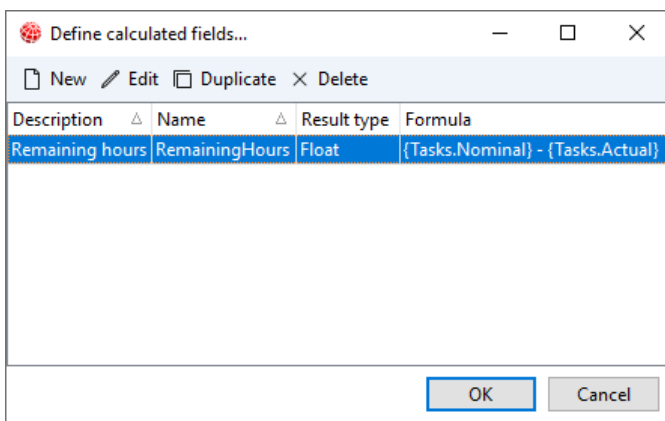 Define calculated fields...
New Edit Duplicate Delete
Description Name Result type Formula
Remaining hours RemainingHours Float {Tasks.Nominal} - {Tasks.Actual}
OK Cancel